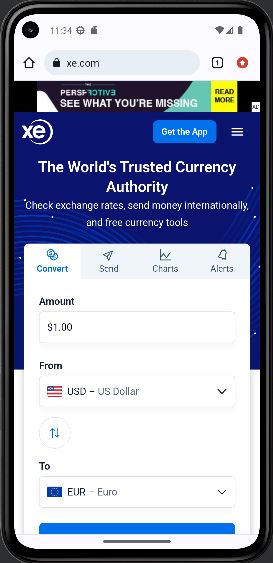 11:34
xe.com
1
PERSPECTIVE
SEE WHAT YOU'RE MISSING
READ
MORE
AD
xe
Get the App
The World's Trusted Currency
Authority
Check exchange rates, send money internationally,
and free currency tools
Convert
Send
Charts
Alerts
Amount
$1.00
From
USD – US Dollar
To
EUR – Euro